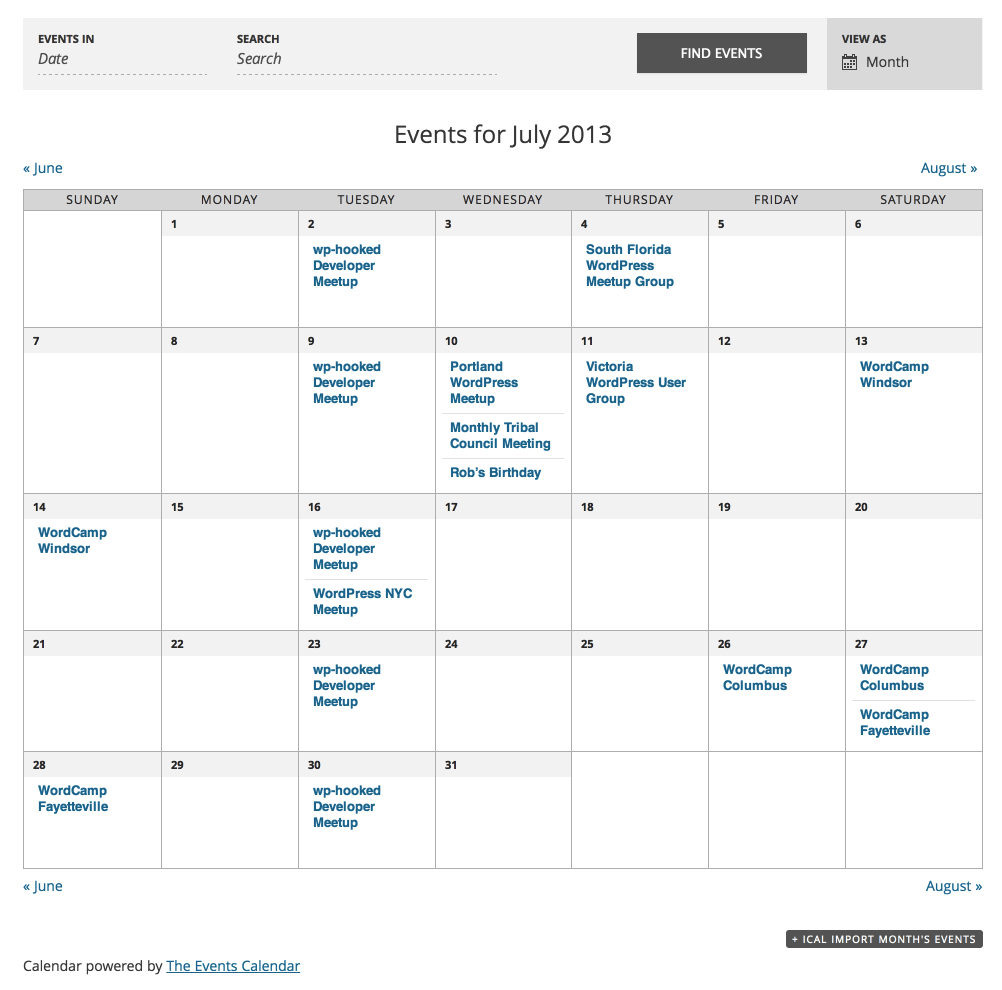 EVENTS IN
Date
SEARCH
Search
FIND EVENTS
VIEW AS
Month
Events for July 2013
« June
August »
SUNDAY MONDAY TUESDAY WEDNESDAY THURSDAY FRIDAY SATURDAY
1
2
wp-hooked
Developer
Meetup
3
4
South Florida
WordPress
Meetup Group
5
6
7
8
9
wp-hooked
Developer
Meetup
10
Portland
WordPress
Meetup
Monthly Tribal
Council Meeting
Rob’s Birthday
11
Victoria
WordPress User
Group
12
13
WordCamp
Windsor
14
WordCamp
Windsor
15
16
wp-hooked
Developer
Meetup
WordPress NYC
Meetup
17
18
19
20
21
22
23
wp-hooked
Developer
Meetup
24
25
26
WordCamp
Columbus
27
WordCamp
Columbus
WordCamp
Fayetteville
28
WordCamp
Fayetteville
29
30
wp-hooked
Developer
Meetup
31
« June
August »
+ ICAL IMPORT MONTH'S EVENTS
Calendar powered by The Events Calendar